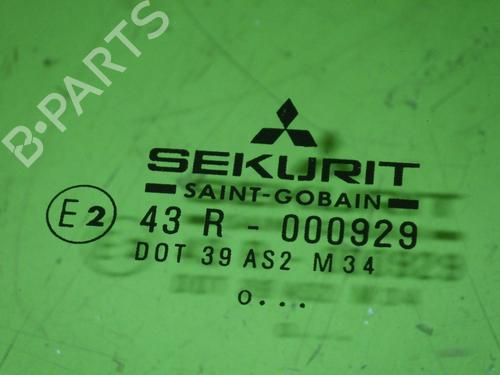 B-PARTS
SEKURIT
SAINT-GOBAIN
E2
43 R - 000929
DOT 39 AS2 M34
o...